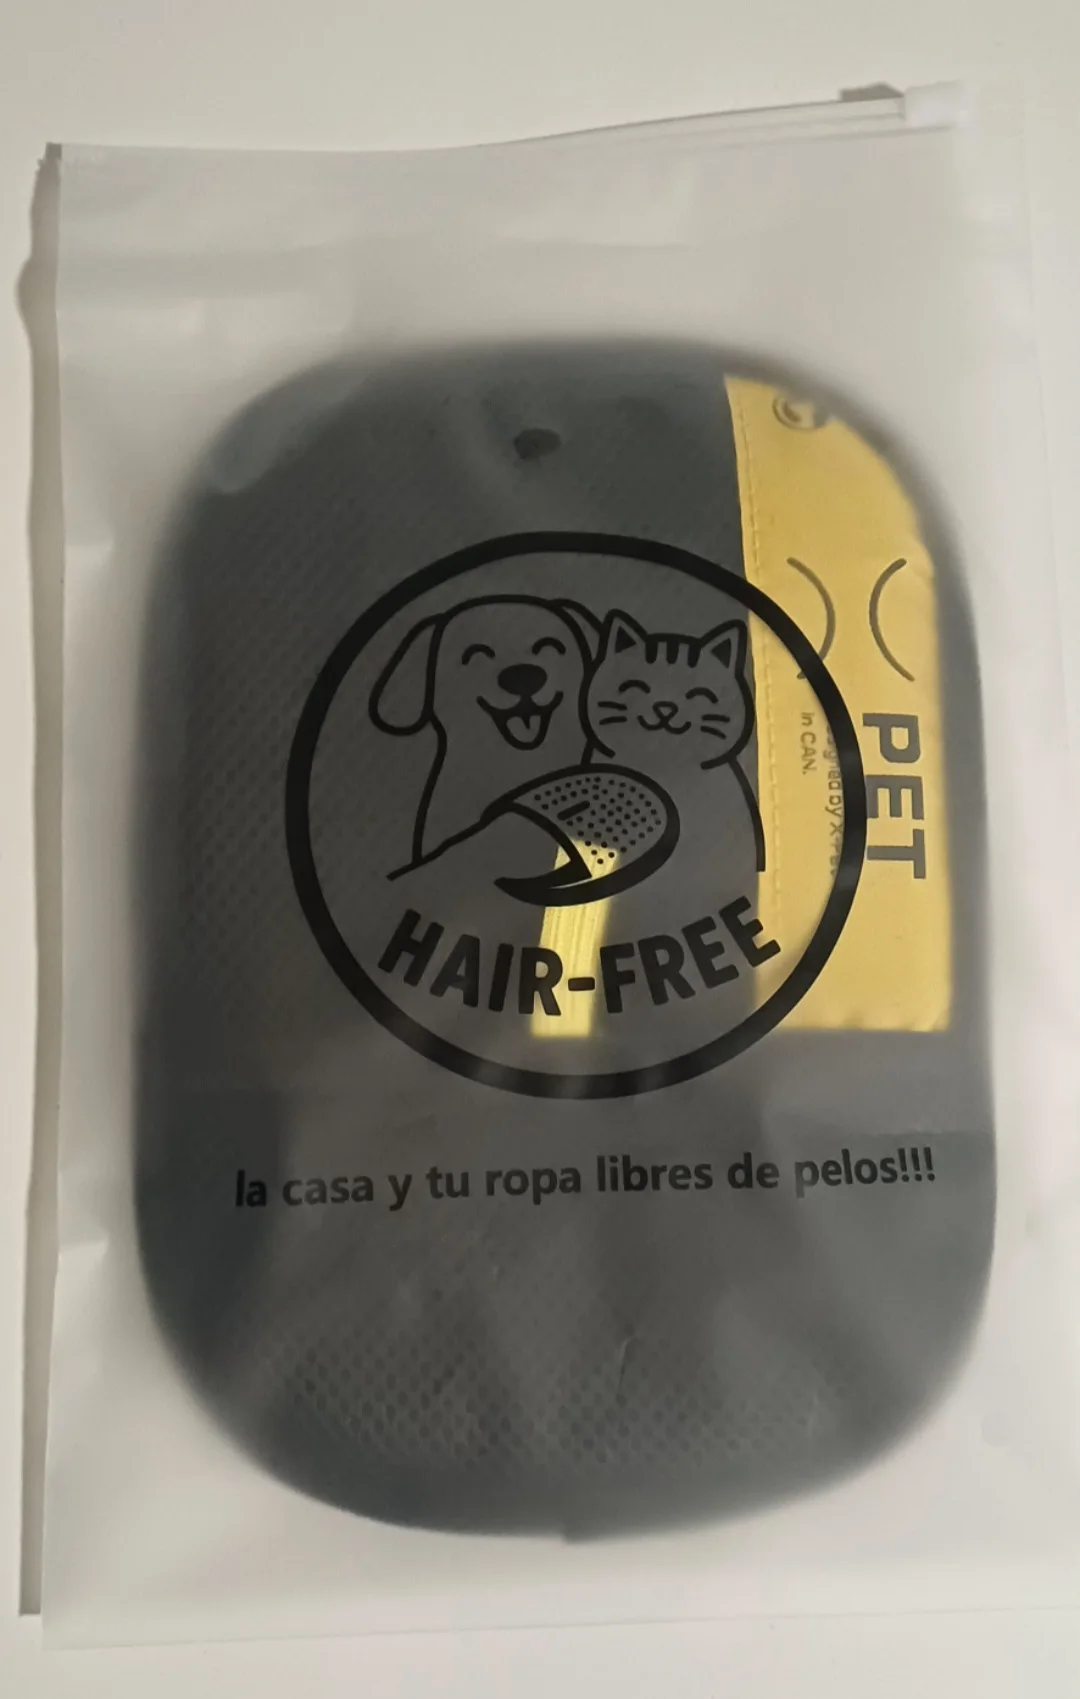 HAIR-FREE
la casa y tu ropa libres de pelos!!!
PET
in CAN.